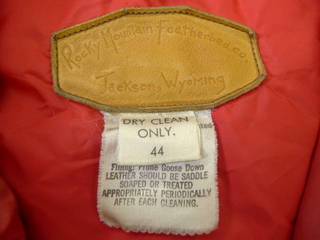 Rocky Mountain Featherbed co.
Jackson, Wyoming
DRY CLEAN
ONLY.
44
Filling: Prime Goose Down
LEATHER SHOULD BE SADDLE
SOAPED OR TREATED
APPROPRIATELY PERIODICALLY
AFTER EACH CLEANING.